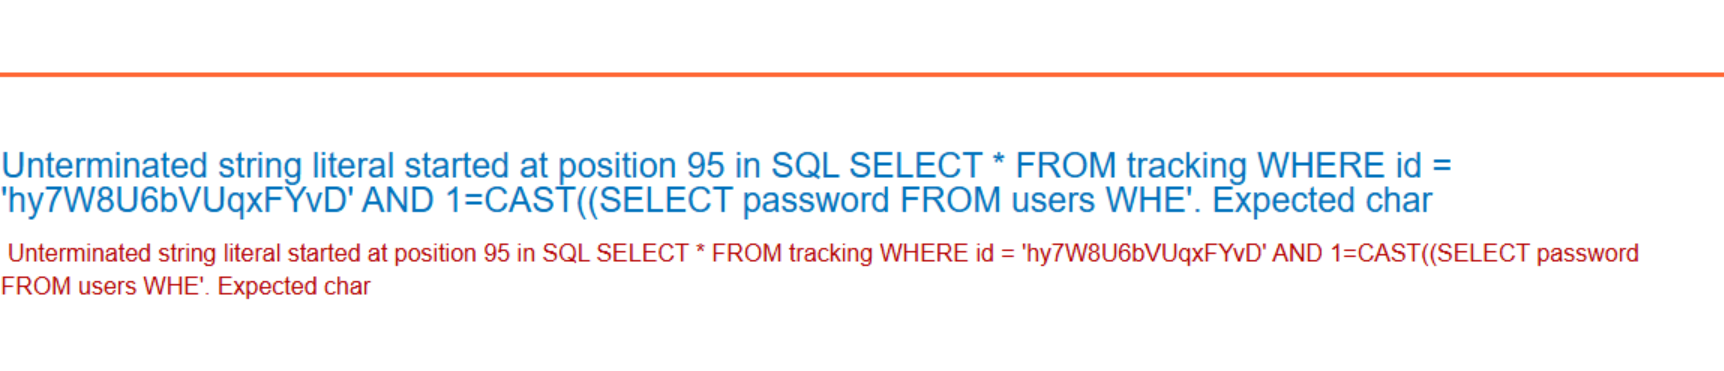 Unterminated string literal started at position 95 in SQL SELECT * FROM tracking WHERE id =
'hy7W8U6bVUqxFYvD' AND 1=CAST((SELECT password FROM users WHE'. Expected char
Unterminated string literal started at position 95 in SQL SELECT * FROM tracking WHERE id = 'hy7W8U6bVUqxFYvD' AND 1=CAST((SELECT password
FROM users WHE'. Expected char